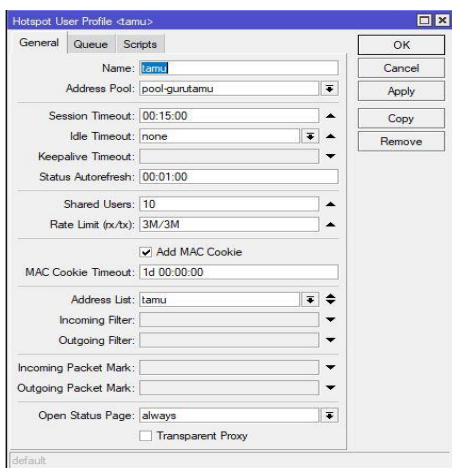 Hotspot User Profile <tamu>
General Queue Scripts
Name: tamu
Address Pool: pool-gurutamu
Session Timeout: 00:15:00
Idle Timeout: none
Keepalive Timeout:
Status Autorefresh: 00:01:00
Shared Users: 10
Rate Limit (rx/tx): 3M/3M
Add MAC Cookie
MAC Cookie Timeout: 1d 00:00:00
Address List: tamu
Incoming Filter:
Outgoing Filter:
Incoming Packet Mark:
Outgoing Packet Mark:
Open Status Page: always
Transparent Proxy
default
OK
Cancel
Apply
Copy
Remove